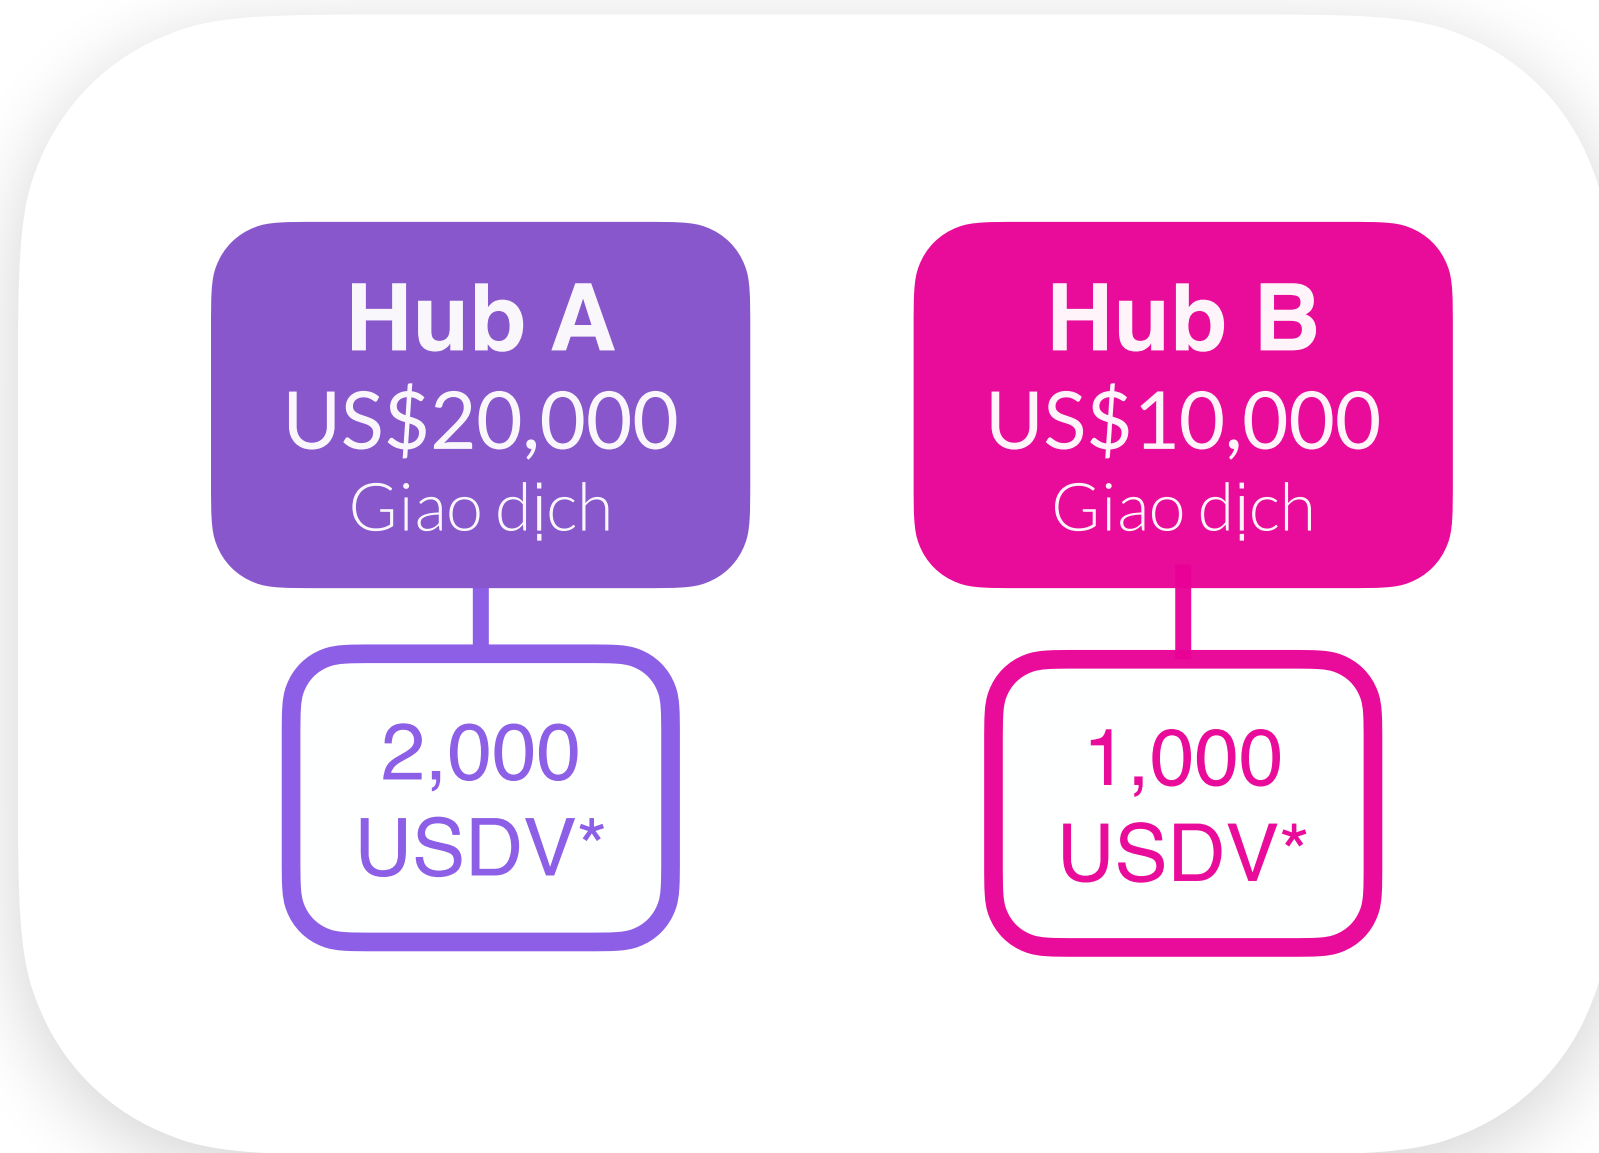 Hub A
US$20,000
Giao dịch
2,000
USDV*
Hub B
US$10,000
Giao dịch
1,000
USDV*